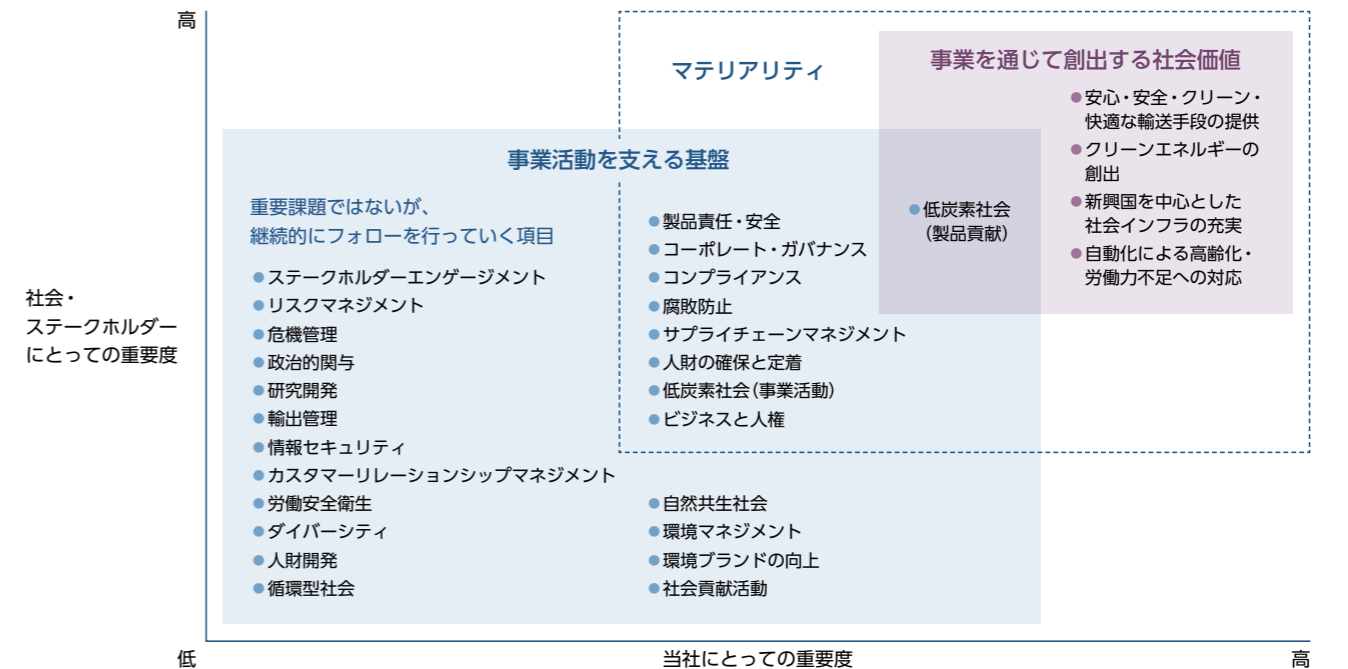 高
マテリアリティ
事業を通じて創出する社会価値
●安心・安全・クリーン・
快適な輸送手段の提供
●クリーンエネルギーの
創出
●新興国を中心とした
社会インフラの充実
●自動化による高齢化・
労働力不足への対応
事業活動を支える基盤
●低炭素社会
(製品貢献)
重要課題ではないが、
継続的にフォローを行っていく項目
●ステークホルダーエンゲージメント
●リスクマネジメント
●危機管理
●政治的関与
●研究開発
●輸出管理
●情報セキュリティ
●カスタマーリレーションシップマネジメント
●労働安全衛生
●ダイバーシティ
●人財開発
●循環型社会
●製品責任・安全
●コーポレート・ガバナンス
●コンプライアンス
●腐敗防止
●サプライチェーンマネジメント
●人財の確保と定着
●低炭素社会(事業活動)
●ビジネスと人権
●自然共生社会
●環境マネジメント
●環境ブランドの向上
●社会貢献活動
社会・
ステークホルダー
にとっての重要度
低
当社にとっての重要度
高